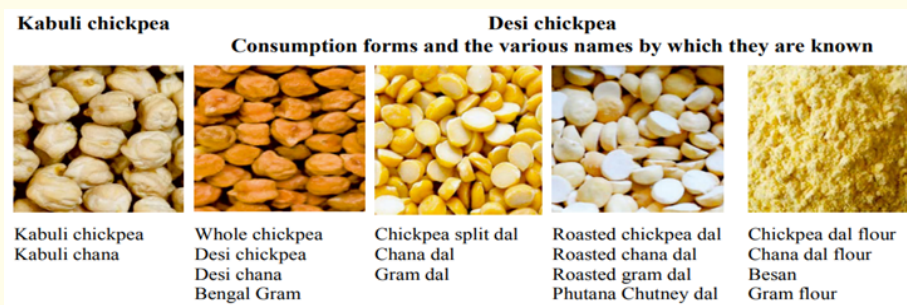 Kabuli chickpea
Desi chickpea
Consumption forms and the various names by which they are known
Kabuli chickpea
Kabuli chana
Whole chickpea
Desi chickpea
Desi chana
Bengal Gram
Chickpea split dal
Chana dal
Gram dal
Roasted chickpea dal
Roasted chana dal
Roasted gram dal
Phutana Chutney dal
Chickpea dal flour
Chana dal flour
Besan
Gram flour